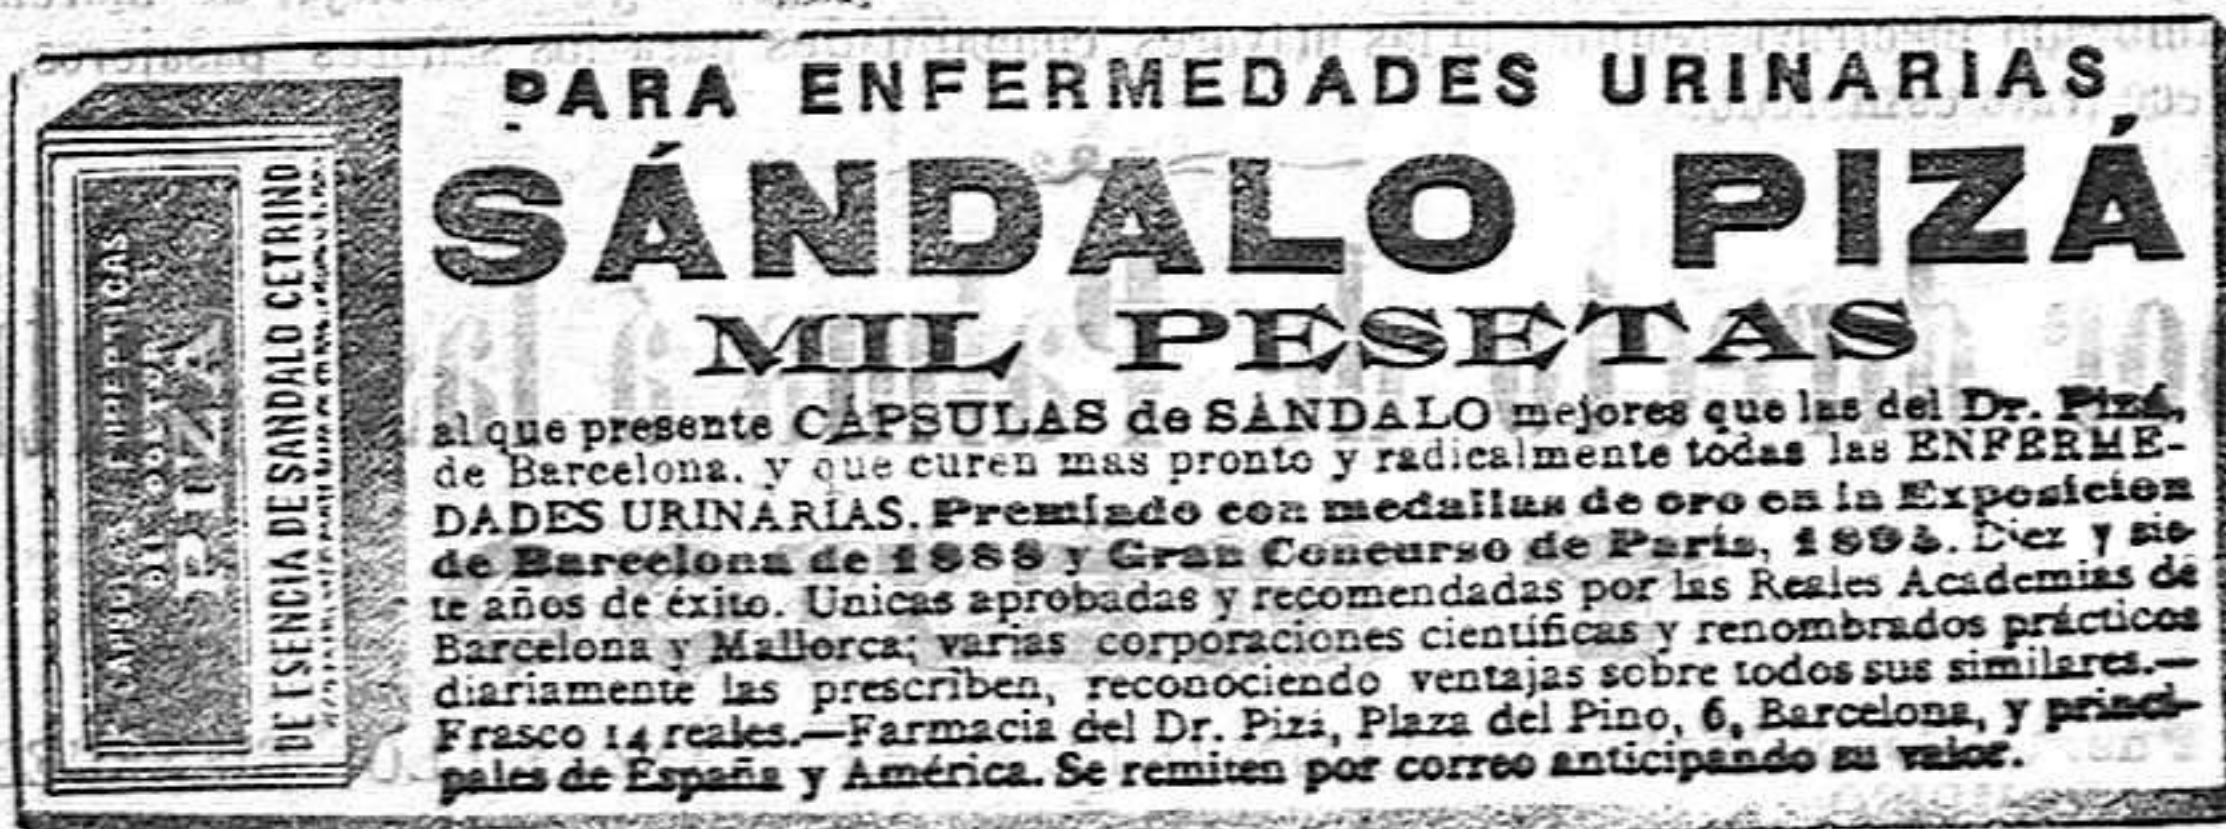 PARA ENFERMEDADES URINARIAS
SÁNDALO PIZÁ
MIL PESETAS
al que presente CÁPSULAS de SÁNDALO mejores que las del Dr. Pizá,
de Barcelona, y que curen mas pronto y radicalmente todas las ENFERME-
DADES URINARIAS. Premiado con medallas de oro en la Exposicion
de Barcelona de 1888 y Gran Concurso de París, 1895. Diez y sie-
te años de éxito. Unicas aprobadas y recomendadas por las Reales Academias de
Barcelona y Mallorca; varias corporaciones científicas y renombrados prácticos
diariamente las prescriben, reconociendo ventajas sobre todos sus similares.—
Frasco 14 reales.—Farmacia del Dr. Pizá, Plaza del Pino, 6, Barcelona, y princi-
pales de España y América. Se remiten por correo anticipando su valor.
DEL DOCTOR
PIZÁ
DE ESENCIA DE SANDALO CETRINO